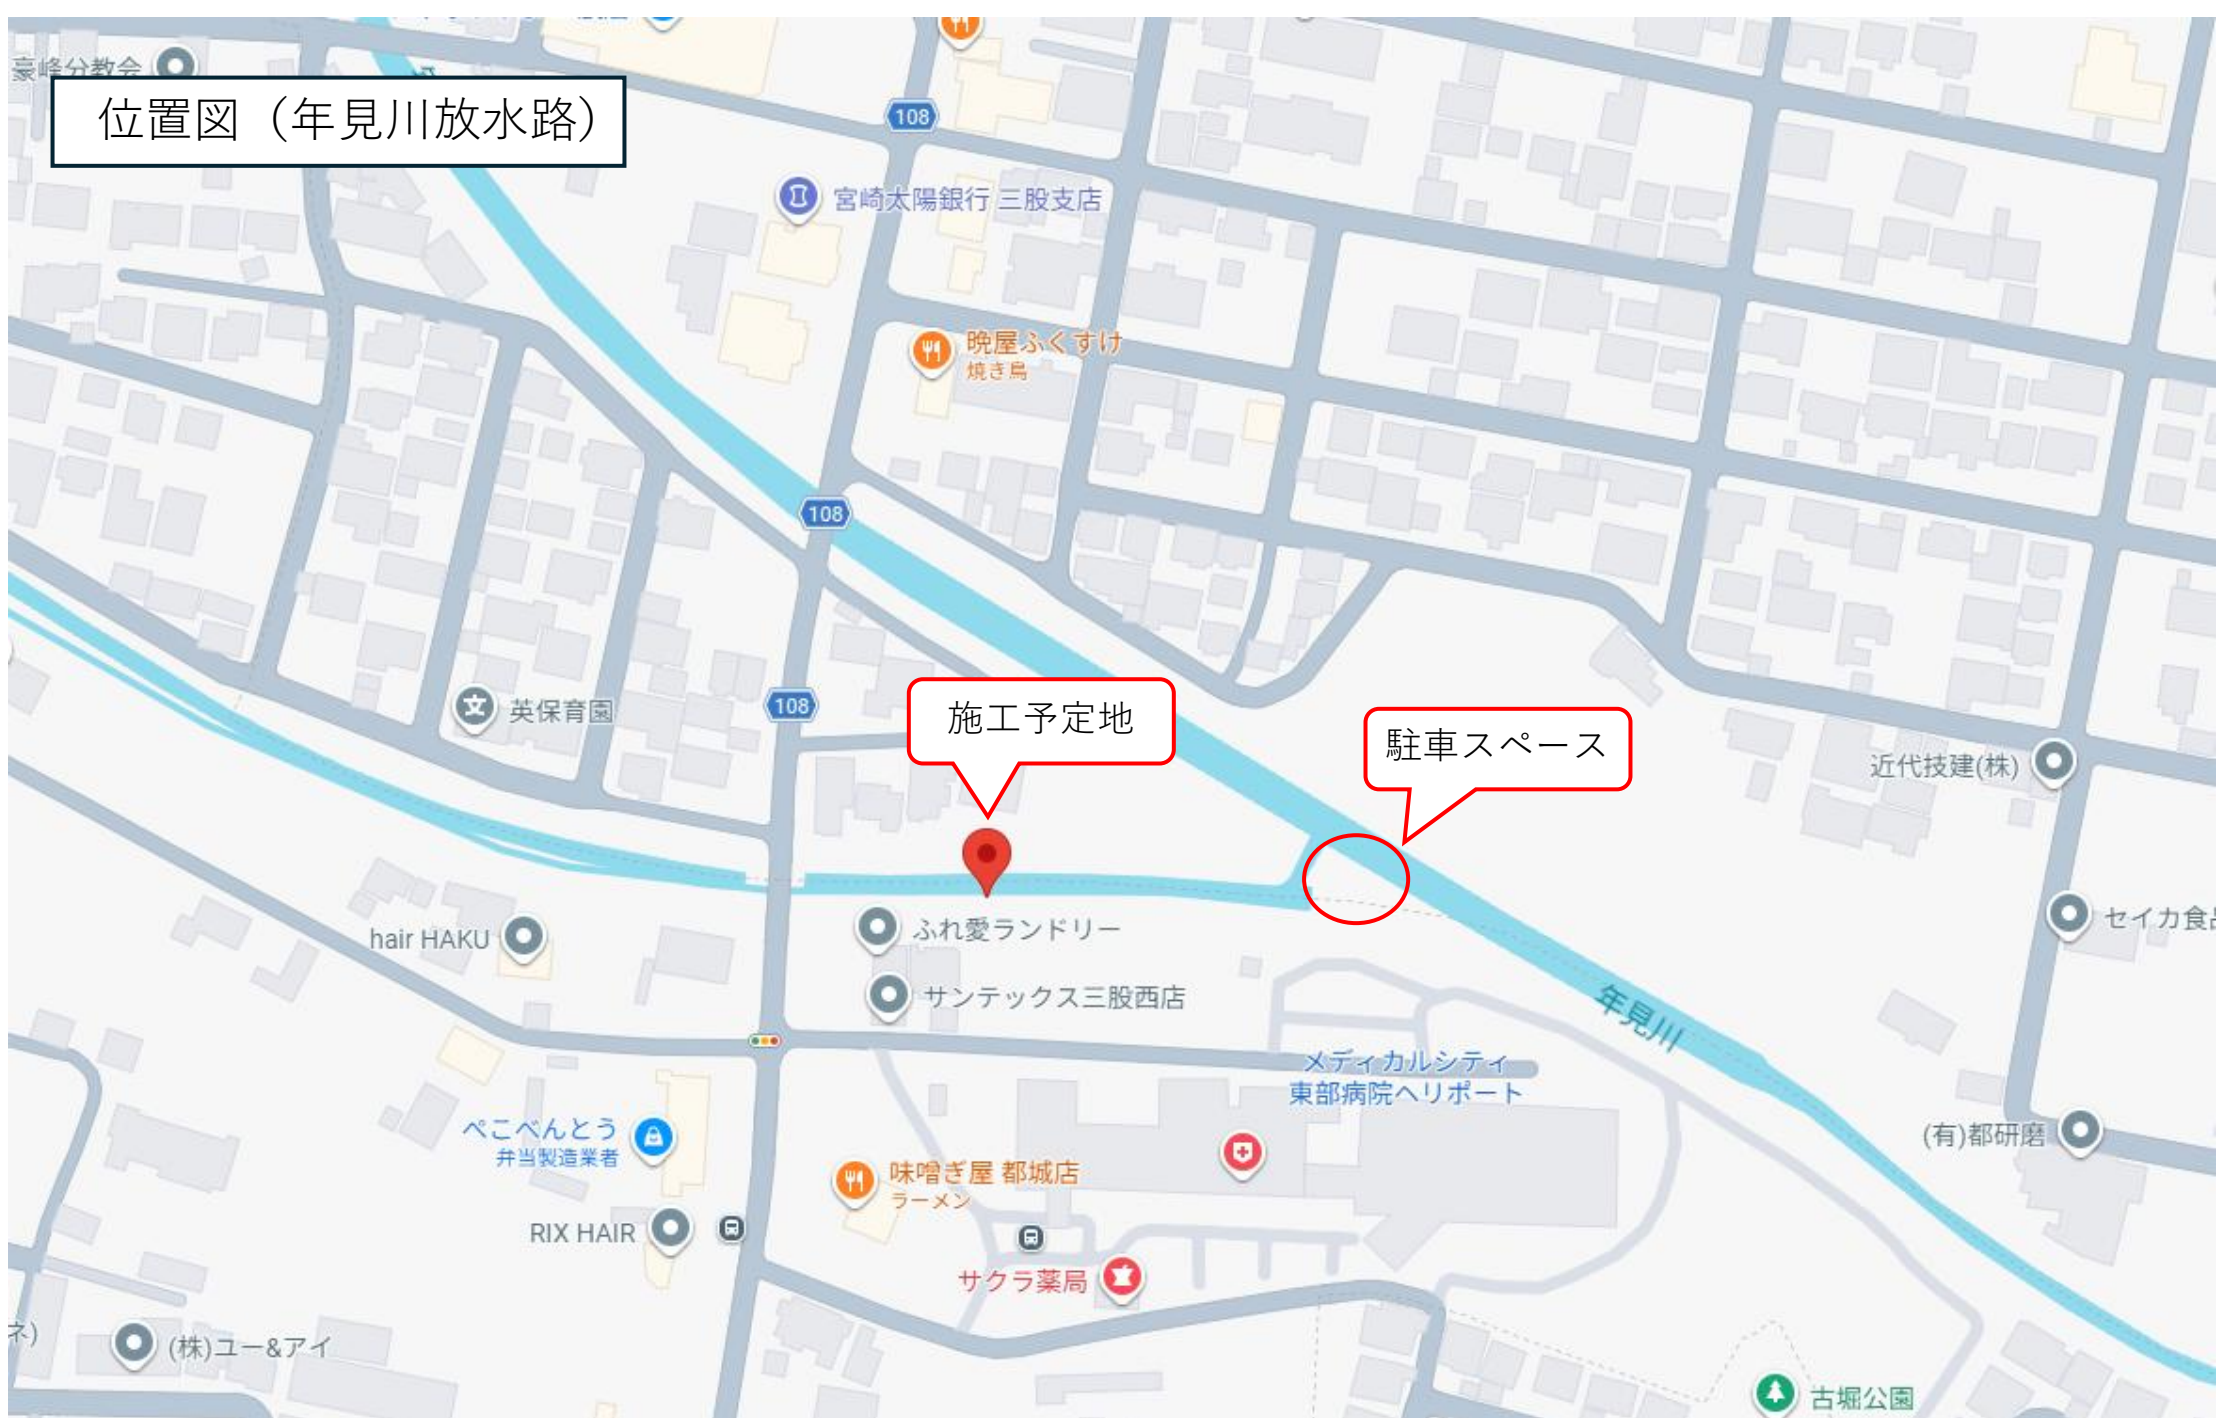 豪峰分教会
位置図（年見川放水路）
108
宮崎太陽銀行 三股支店
晩屋ふくすけ
焼き鳥
108
英保育園
108
施工予定地
駐車スペース
近代技建(株)
hair HAKU
ふれ愛ランドリー
セイカ食品
サンテックス三股西店
年見川
メディカルシティ
東部病院ヘリポート
ぺこべんとう
弁当製造業者
(有)都研磨
味噌ぎ屋 都城店
ラーメン
RIX HAIR
サクラ薬局
ネ)
(株)ユー&アイ
古堀公園